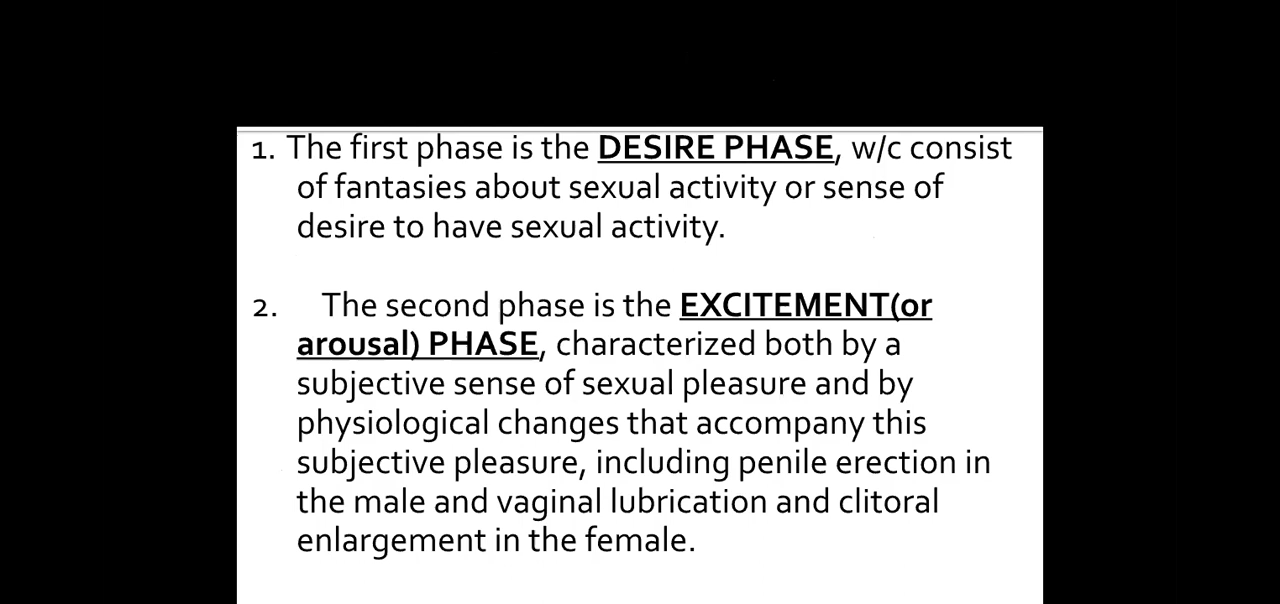 1. The first phase is the DESIRE PHASE, w/c consist
of fantasies about sexual activity or sense of
desire to have sexual activity.
2. The second phase is the EXCITEMENT(or
arousal) PHASE, characterized both by a
subjective sense of sexual pleasure and by
physiological changes that accompany this
subjective pleasure, including penile erection in
the male and vaginal lubrication and clitoral
enlargement in the female.